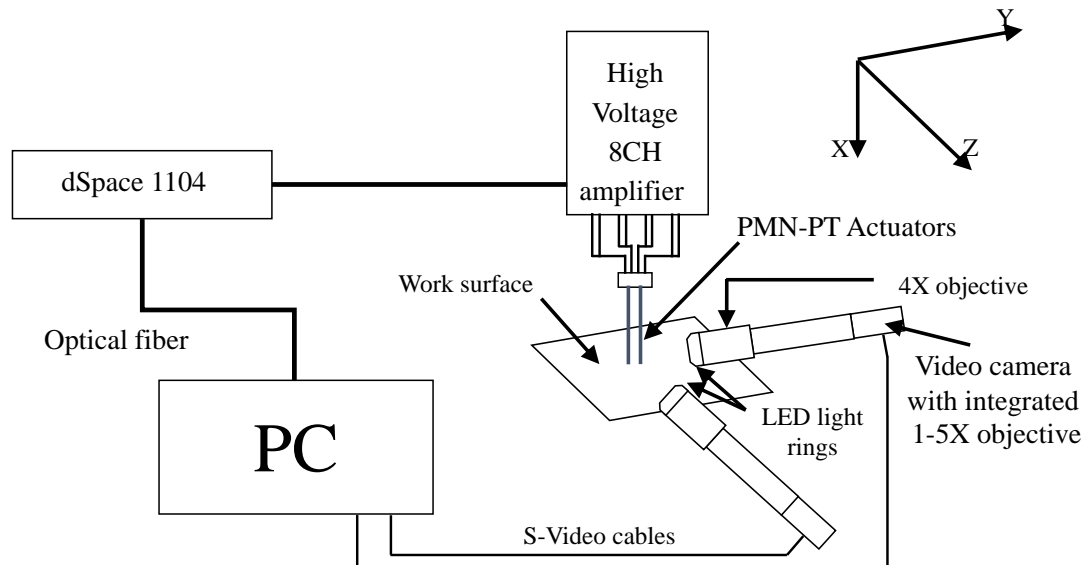 Y
High
Voltage
8CH
amplifier
X
Z
dSpace 1104
PMN-PT Actuators
Work surface
4X objective
Optical fiber
Video camera
with integrated
1-5X objective
LED light
rings
PC
S-Video cables